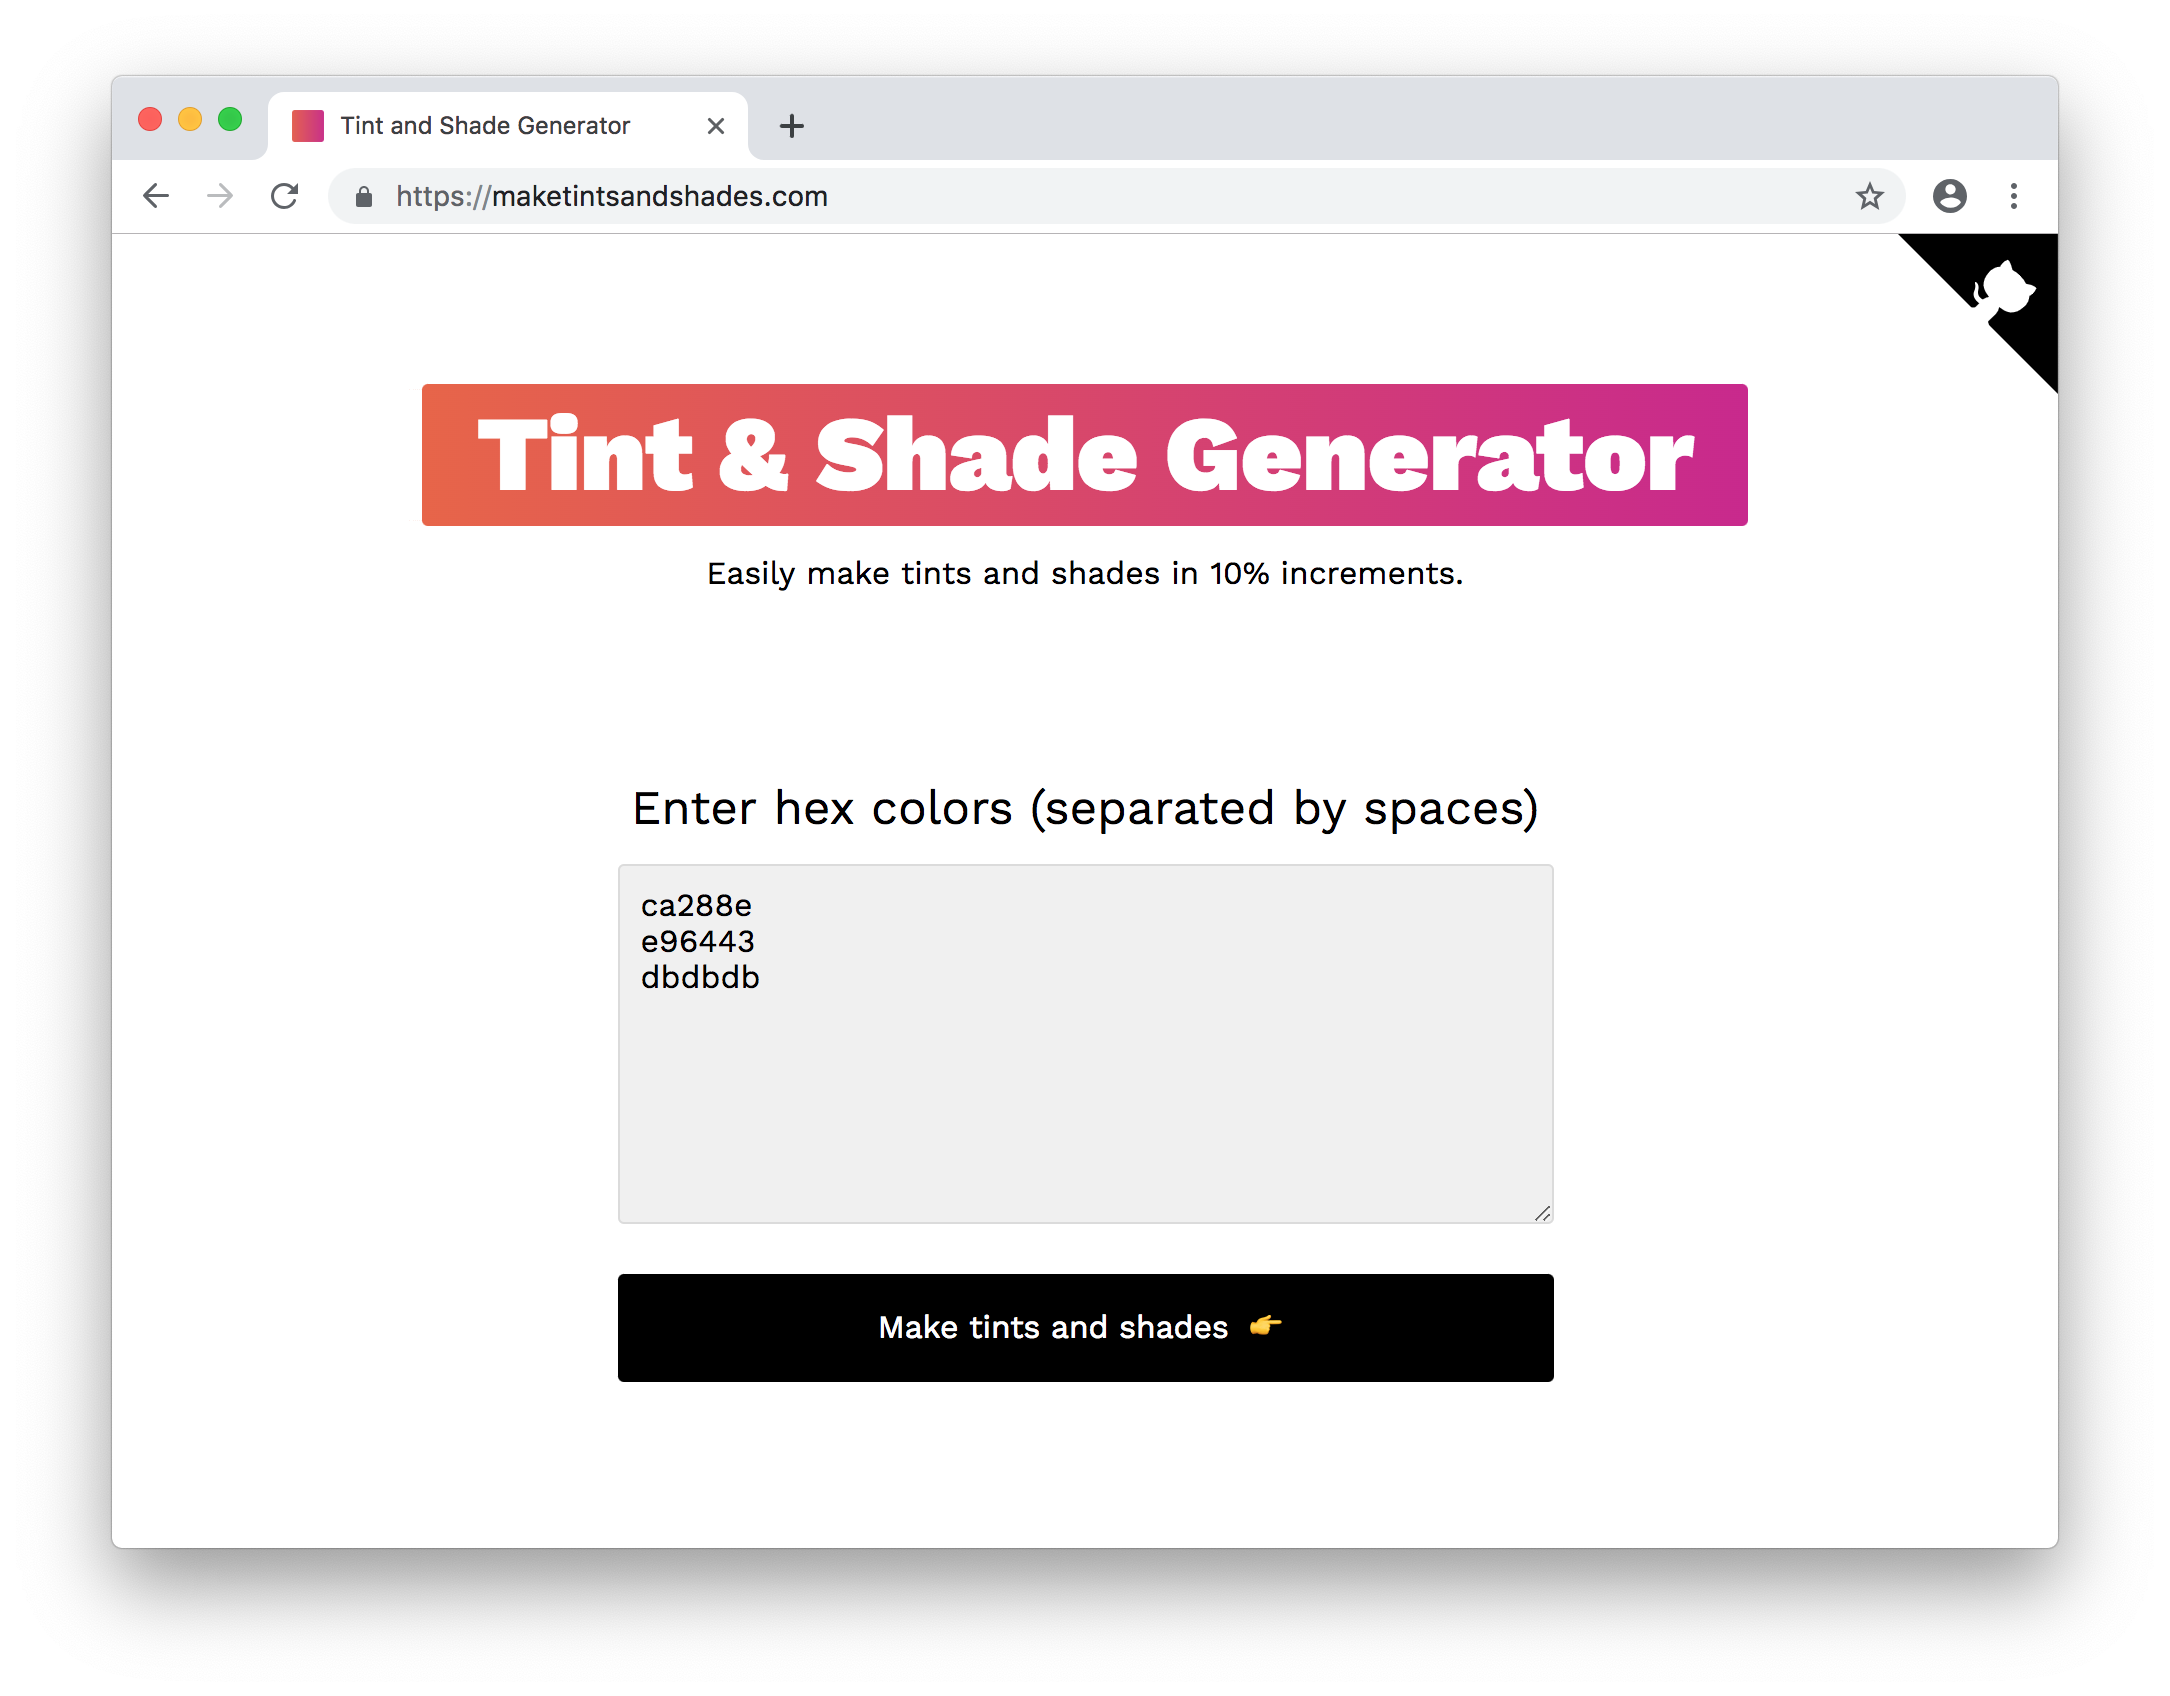 Tint and Shade Generator
https://maketintsandshades.com
Tint & Shade Generator
Easily make tints and shades in 10% increments.
Enter hex colors (separated by spaces)
ca288e
e96443
dbdbdb
Make tints and shades 👉